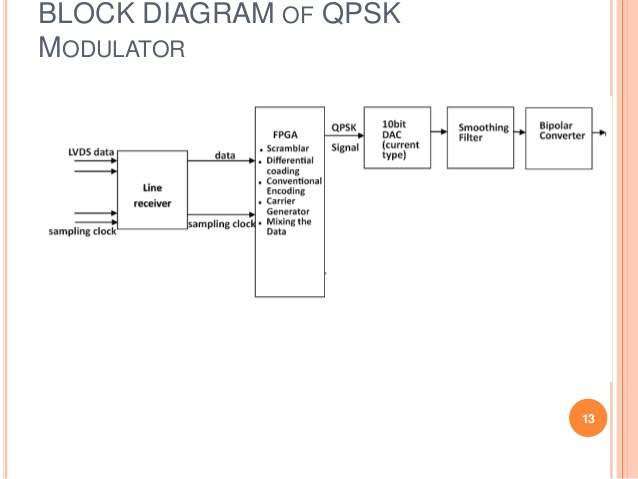 BLOCK DIAGRAM OF QPSK
MODULATOR
LVDS data
sampling clock
Line
receiver
data
sampling clock
FPGA
• Scramblar
• Differential
coading
• Conventional
Encoding
• Carrier
Generator
• Mixing the
Data
QPSK
Signal
10bit
DAC
(current
type)
Smoothing
Filter
Bipolar
Converter
13